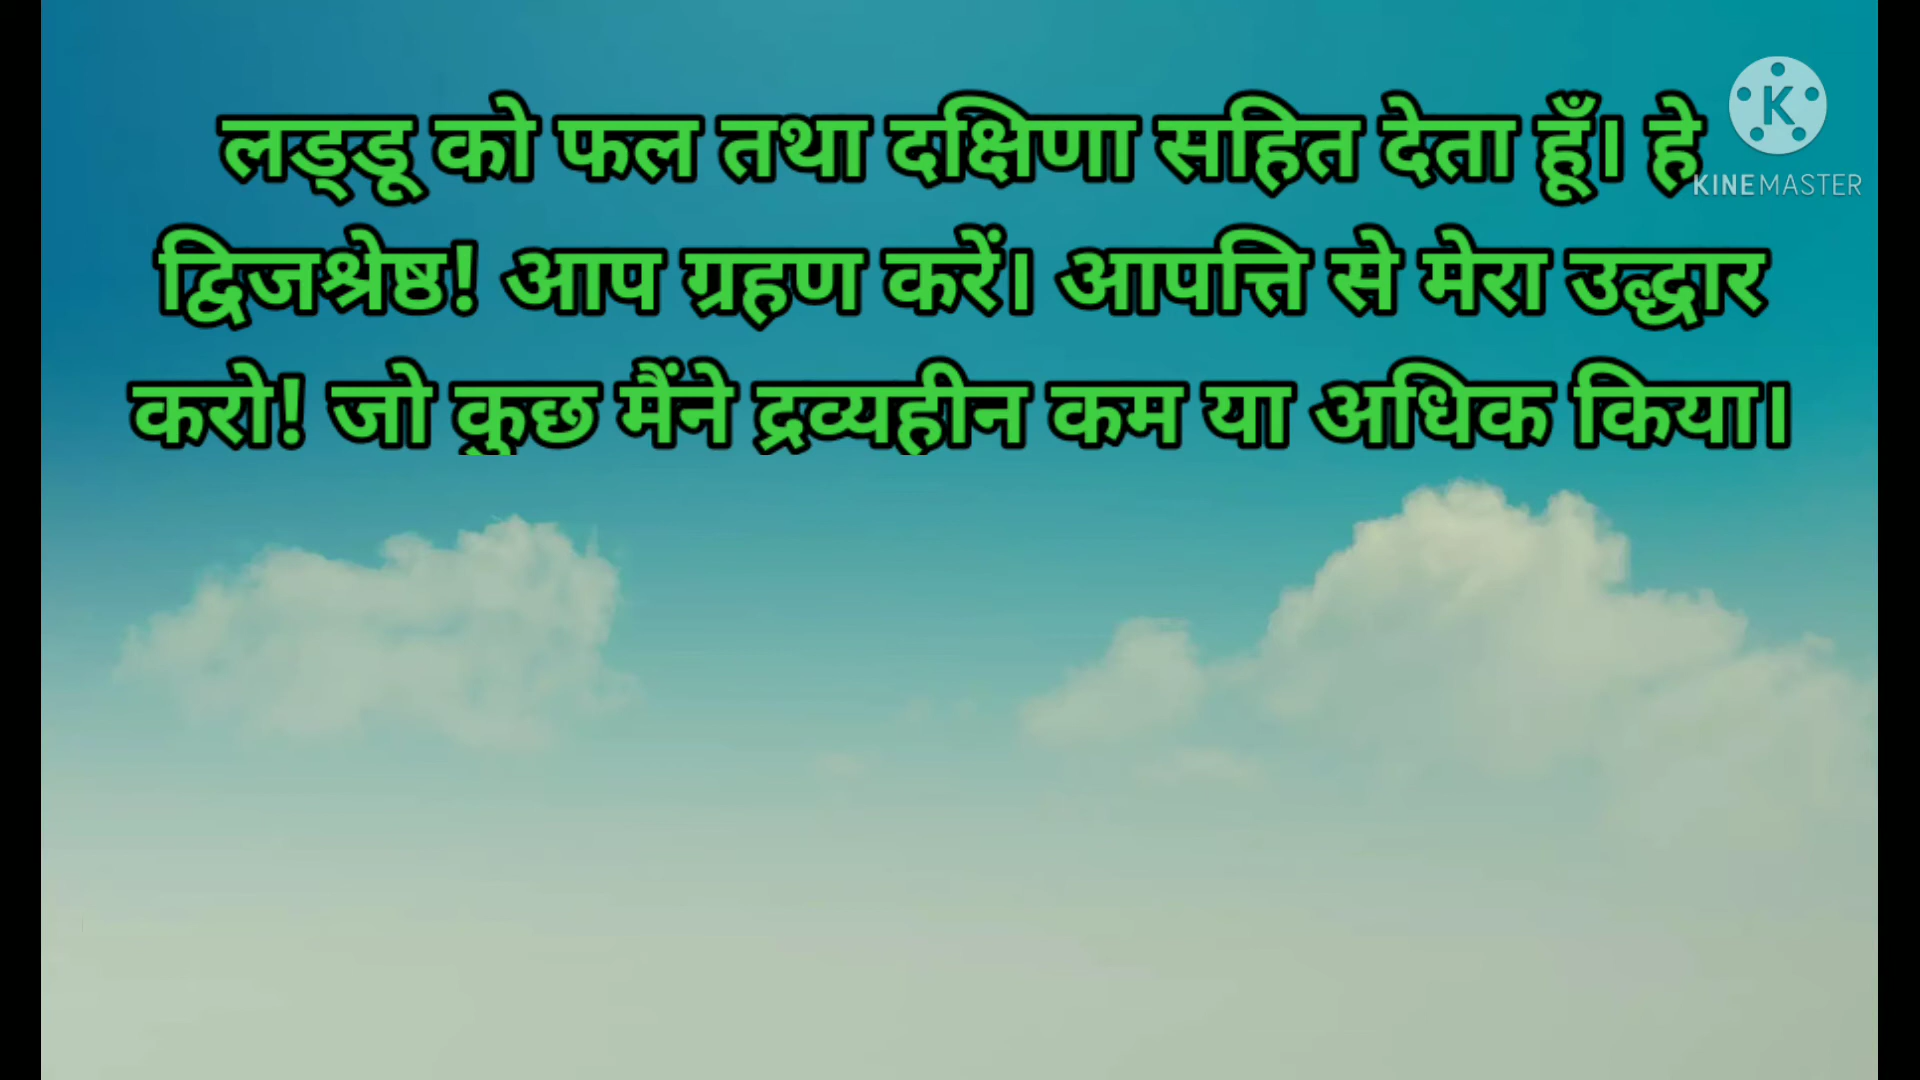 लड्डू को फल तथा दक्षिणा सहित देता हूँ। हे
द्विजश्रेष्ठ! आप ग्रहण करें। आपत्ति से मेरा उद्धार
करो! जो कुछ मैंने द्रव्यहीन कम या अधिक किया।
K
KINEMASTER